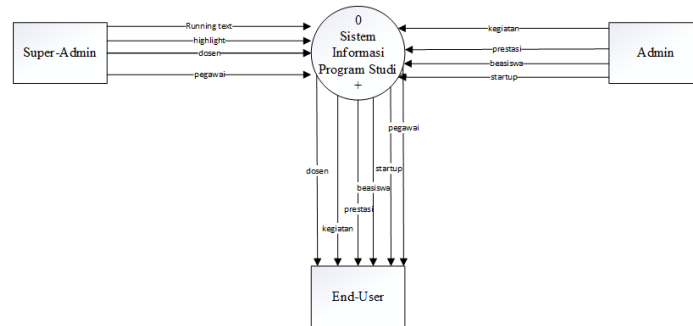 Running text
highlight
dosen
pegawai
Super-Admin
0
Sistem
Informasi
Program Studi
+
kegiatan
prestasi
beasiswa
startup
Admin
pegawai
dosen
startup
beasiswa
prestasi
kegiatan
End-User